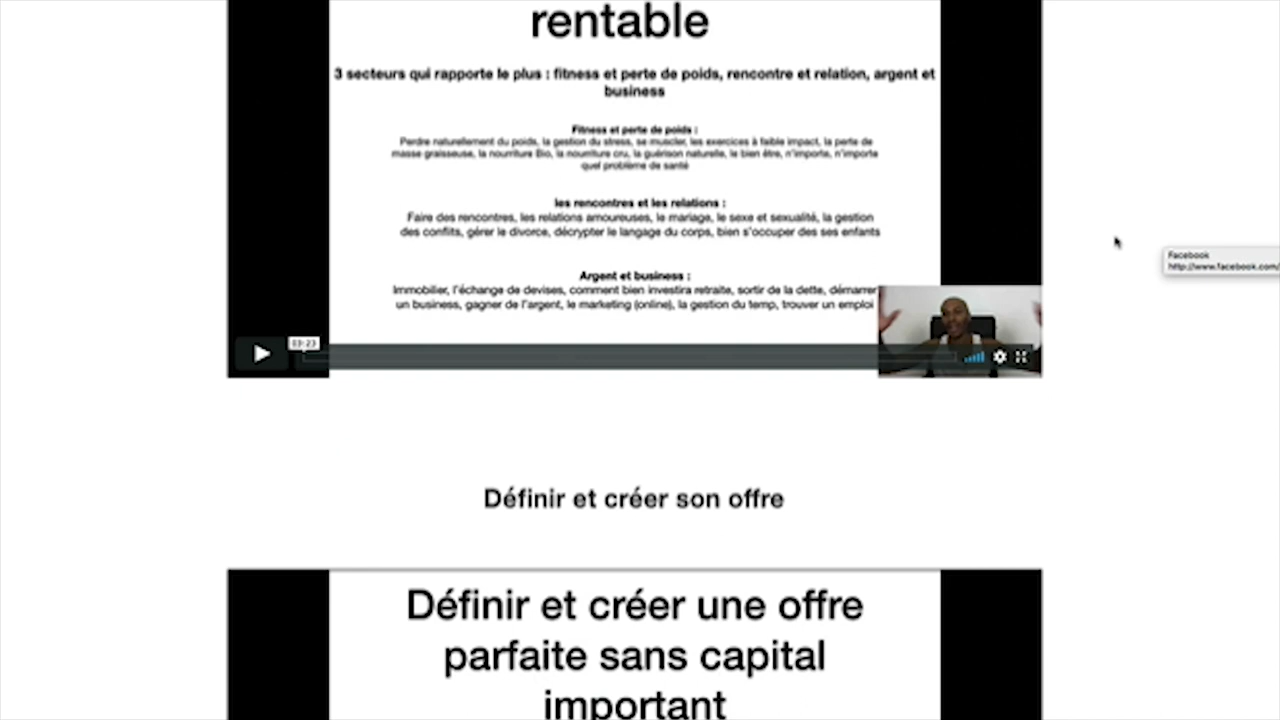 rentable
3 secteurs qui rapporte le plus : fitness et perte de poids, rencontre et relation, argent et
business
Fitness et perte de poids :
Perdre naturellement du poids, la gestion du stress, se muscler, les exercices à faible impact, la perte de
masse graisseuse, la nourriture Bio, la nourriture cru, la guérison naturelle, le bien être, n'importe, n'importe
quel problème de santé
les rencontres et les relations :
Faire des rencontres, les relations amoureuses, le mariage, le sexe et sexualité, la gestion
des conflits, gérer le divorce, décrypter le langage du corps, bien s'occuper des ses enfants
Argent et business :
Immobilier, l'échange de devises, comment bien investira retraite, sortir de la dette, démarrer
un business, gagner de l'argent, le marketing (online), la gestion du temp, trouver un emploi
Facebook
http://www.facebook.com/
03:23
Définir et créer son offre
Définir et créer une offre
parfaite sans capital
important